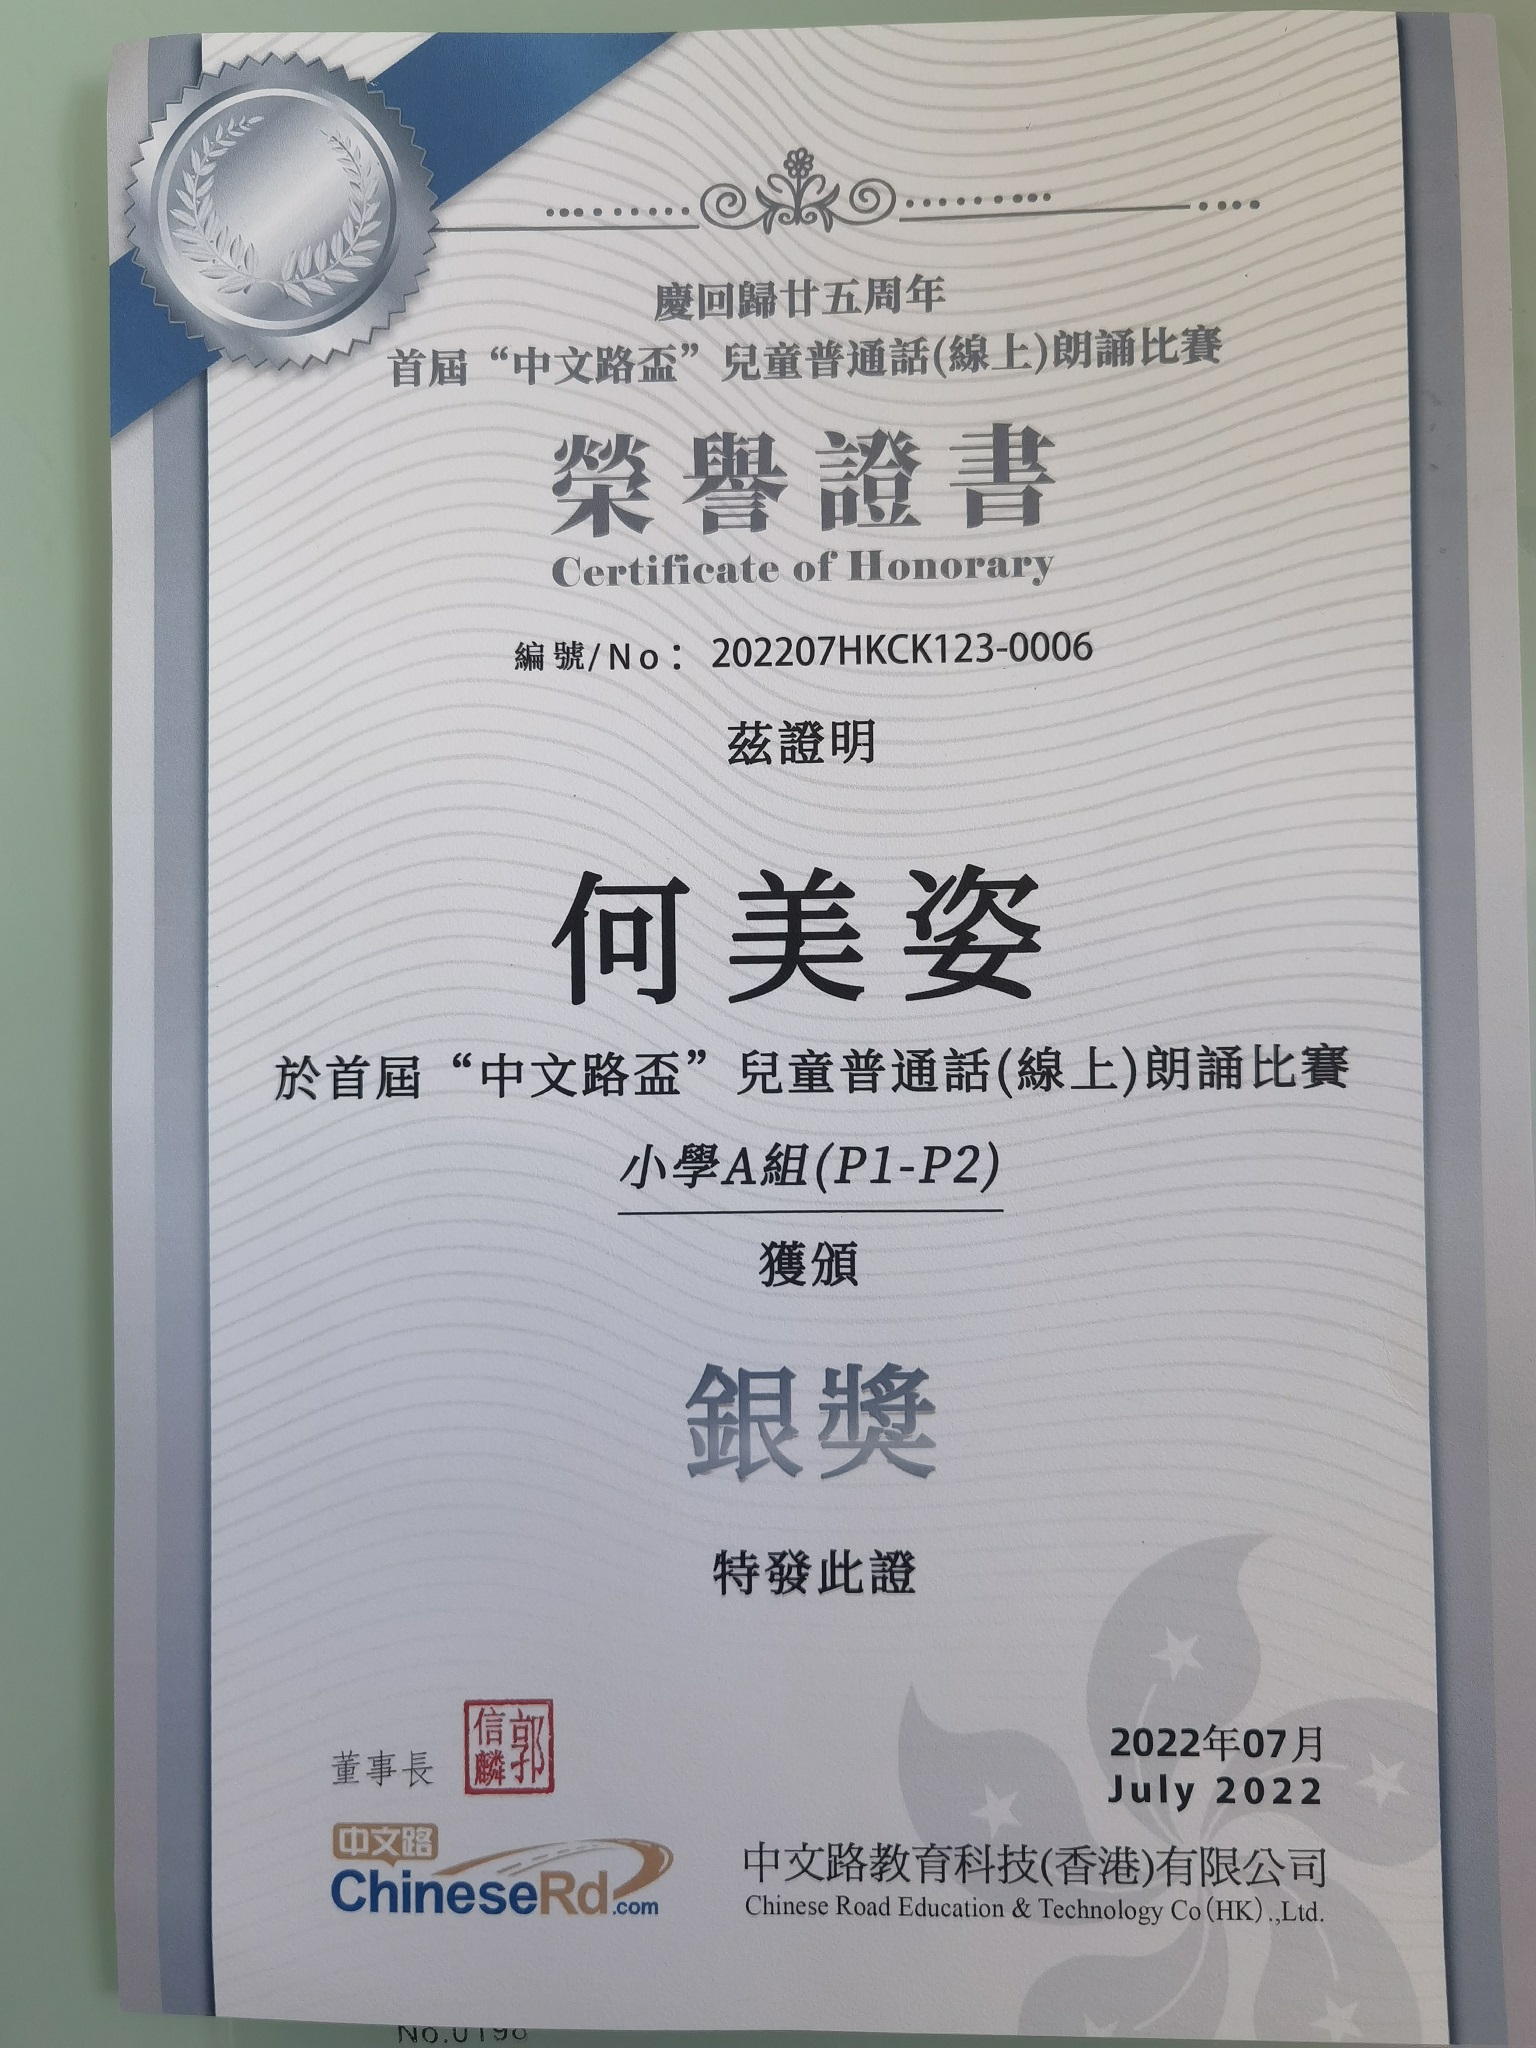 慶回歸廿五周年
首屆“中文路盃”兒童普通話(線上)朗誦比賽
榮譽證書
Certificate of Honorary
編號/No：202207HKCK123-0006
茲證明
何美姿
於首屆“中文路盃”兒童普通話(線上)朗誦比賽
小學A組(P1-P2)
獲頒
銀獎
特發此證
董事長
郭信麟
2022年07月
July 2022
中文路
ChineseRd.com
中文路教育科技(香港)有限公司
Chinese Road Education & Technology Co(HK).,Ltd.
No.0198